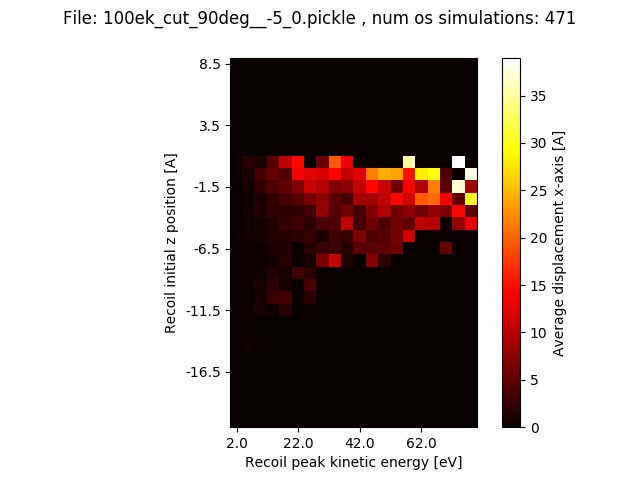 File: 100ek_cut_90deg__-5_0.pickle , num os simulations: 471
8.5
3.5
-1.5
-6.5
-11.5
-16.5
Recoil initial z position [A]
2.0 22.0 42.0 62.0
Recoil peak kinetic energy [eV]
35
30
25
20
15
10
5
0
Average displacement x-axis [A]